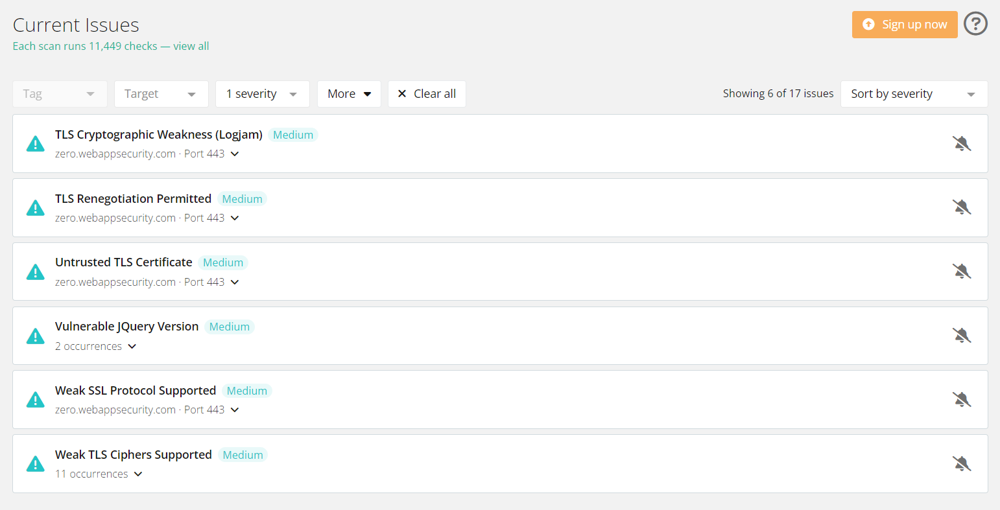 Current Issues
Sign up now
Each scan runs 11,449 checks — view all
Tag
Target
1 severity
More
Clear all
Showing 6 of 17 issues
Sort by severity
TLS Cryptographic Weakness (Logjam) Medium
zero.webappsecurity.com · Port 443
TLS Renegotiation Permitted Medium
zero.webappsecurity.com · Port 443
Untrusted TLS Certificate Medium
zero.webappsecurity.com · Port 443
Vulnerable JQuery Version Medium
2 occurrences
Weak SSL Protocol Supported Medium
zero.webappsecurity.com · Port 443
Weak TLS Ciphers Supported Medium
11 occurrences